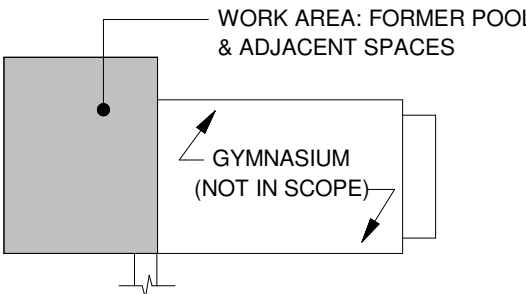 WORK AREA: FORMER POOL
& ADJACENT SPACES
GYMNASIUM
(NOT IN SCOPE)